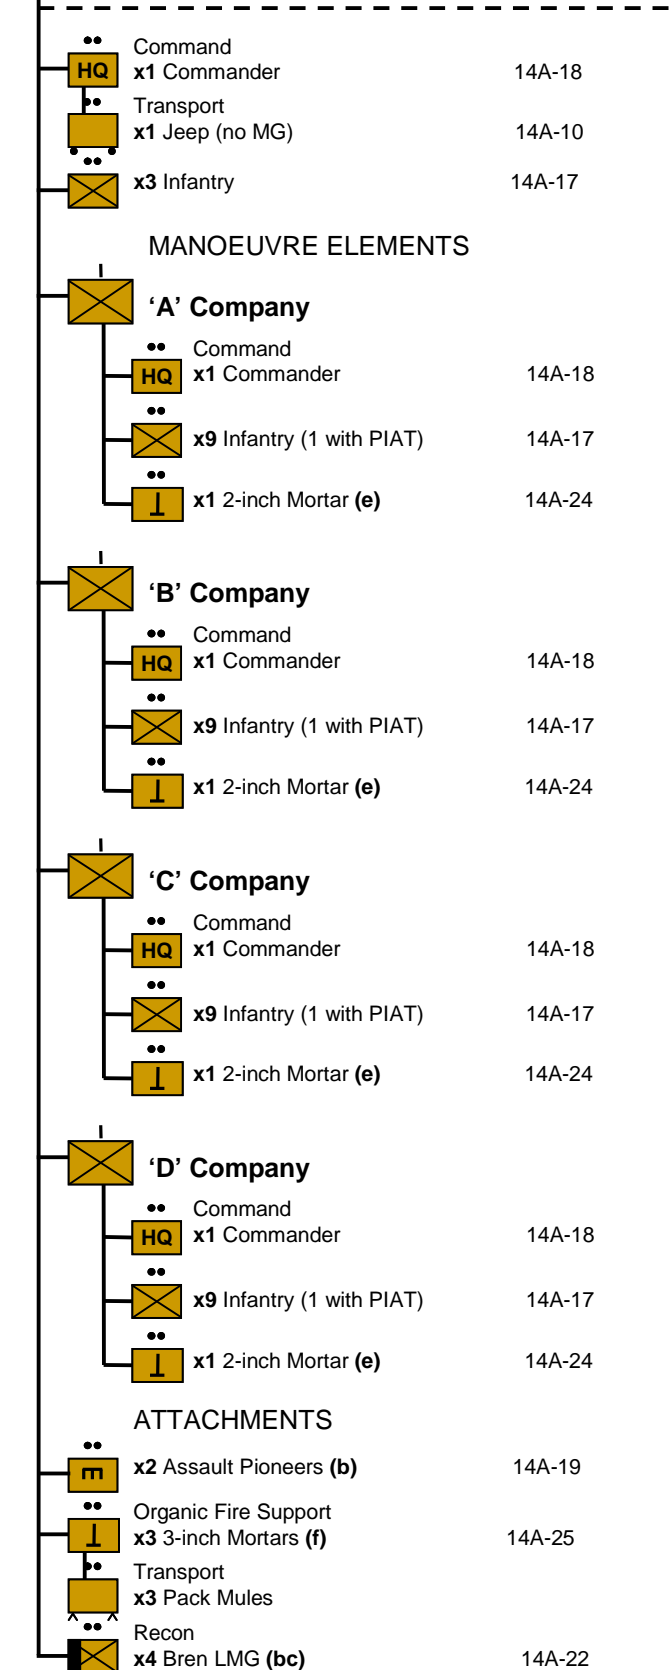 Command
HQ x1 Commander 14A-18
Transport
x1 Jeep (no MG) 14A-10
x3 Infantry 14A-17
MANOEUVRE ELEMENTS
‘A’ Company
Command
HQ x1 Commander 14A-18
x9 Infantry (1 with PIAT) 14A-17
x1 2-inch Mortar (e) 14A-24
‘B’ Company
Command
HQ x1 Commander 14A-18
x9 Infantry (1 with PIAT) 14A-17
x1 2-inch Mortar (e) 14A-24
‘C’ Company
Command
HQ x1 Commander 14A-18
x9 Infantry (1 with PIAT) 14A-17
x1 2-inch Mortar (e) 14A-24
‘D’ Company
Command
HQ x1 Commander 14A-18
x9 Infantry (1 with PIAT) 14A-17
x1 2-inch Mortar (e) 14A-24
ATTACHMENTS
x2 Assault Pioneers (b) 14A-19
Organic Fire Support
x3 3-inch Mortars (f) 14A-25
Transport
x3 Pack Mules
Recon
x4 Bren LMG (bc) 14A-22